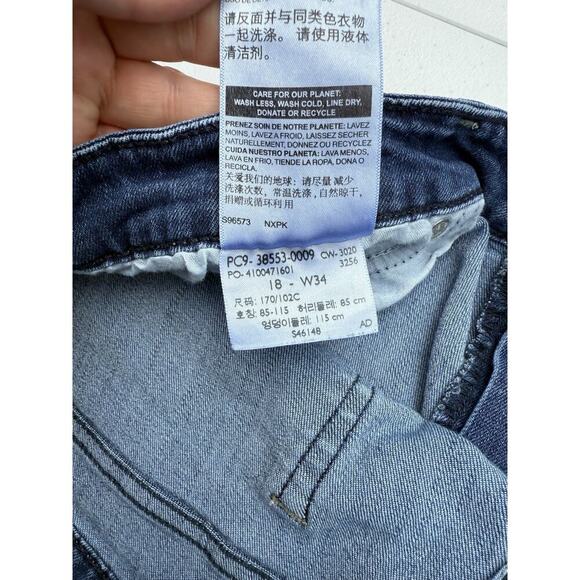 请反面并与同类色衣物
一起洗涤. 请使用液体
清洁剂.
CARE FOR OUR PLANET:
WASH LESS, WASH COLD, LINE DRY,
DONATE OR RECYCLE
PRENEZ SOIN DE NOTRE PLANETE: LAVEZ
MOINS, LAVEZ A FROID, LAISSEZ SECHER
NATURELLEMENT, DONNEZ OU RECYCLEZ
CUIDA NUESTRO PLANETA: LAVA MENOS,
LAVA EN FRIO, TIENDE LA ROPA, DONA O
RECICLA.
关爱我们的地球: 请尽量 减少
洗涤次数, 常温洗涤, 自然晾干,
捐赠或循环利用
S96573 NXPK
PC9- 38553-0009 CW-3020
PO- 4100471601 3256
18 - W34
尺码: 170/102C
호칭: 85-115 허리둘레: 85 cm
엉덩이둘레: 115 cm
S4614B AD